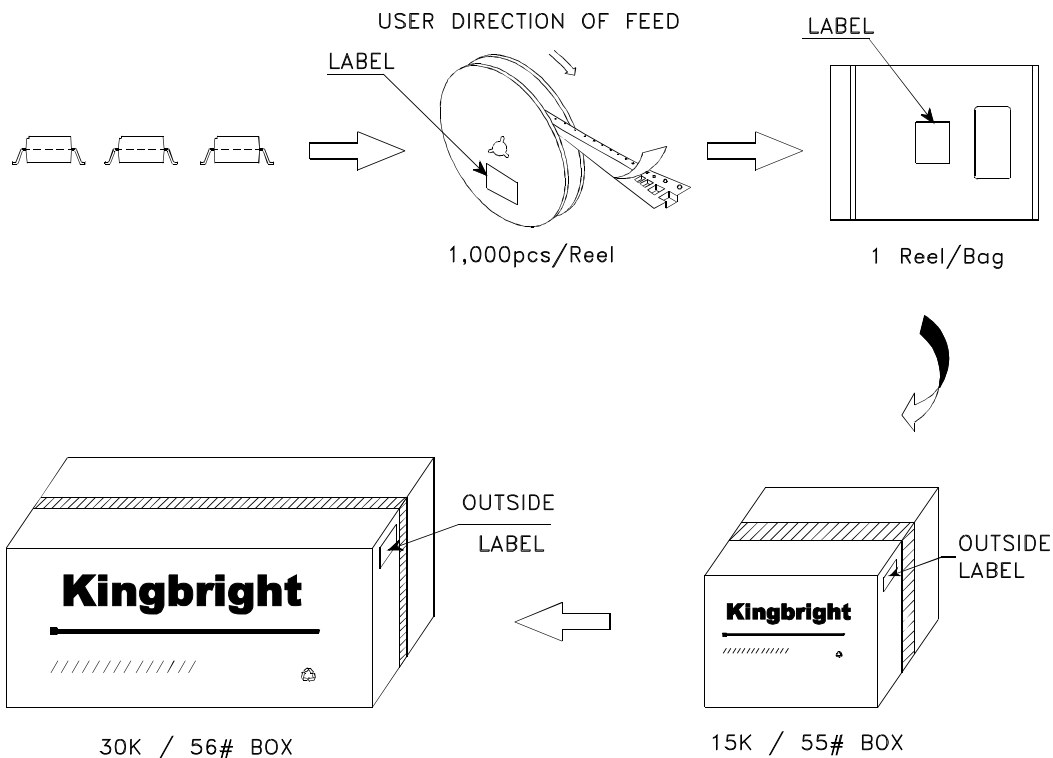 USER DIRECTION OF FEED
LABEL
LABEL
1,000pcs/Reel
1 Reel/Bag
OUTSIDE
LABEL
Kingbright
30K / 56# BOX
OUTSIDE
LABEL
Kingbright
15K / 55# BOX